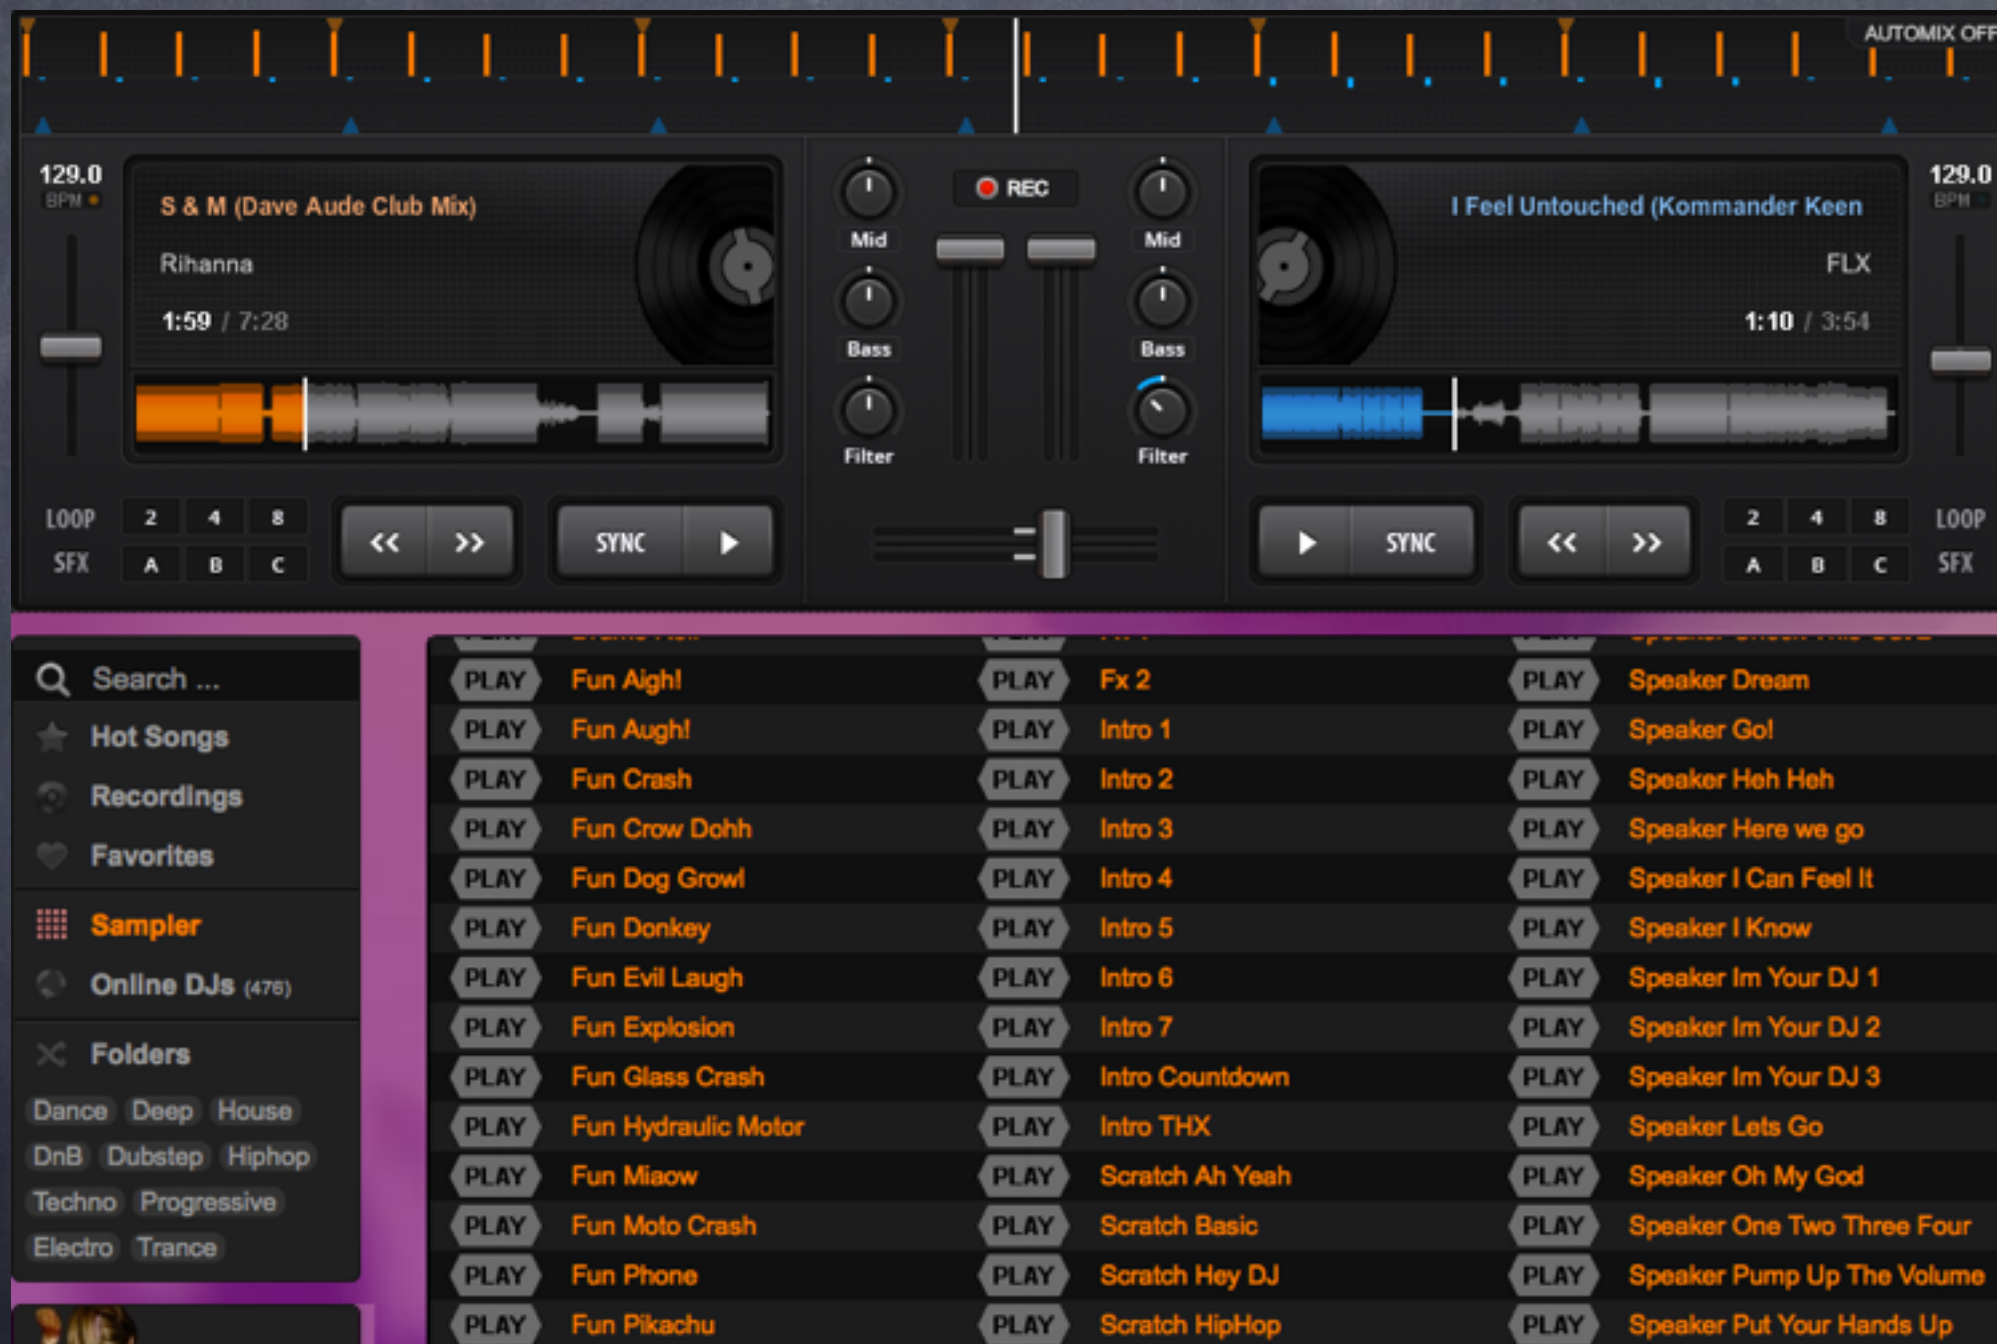 AUTOMIX OFF
129.0
BPM
S & M (Dave Aude Club Mix)
Rihanna
1:59 / 7:28
Mid
Bass
Filter
REC
Mid
Bass
Filter
I Feel Untouched (Kommander Keen
FLX
1:10 / 3:54
129.0
BPM
LOOP 2 4 8
SFX A B C
<< >>
SYNC
SYNC
<< >>
2 4 8 LOOP
A B C SFX
Search ...
Hot Songs
Recordings
Favorites
Sampler
Online DJs (476)
Folders
Dance Deep House
DnB Dubstep Hiphop
Techno Progressive
Electro Trance
PLAY Fun Aigh! PLAY Fx 2 PLAY Speaker Dream
PLAY Fun Augh! PLAY Intro 1 PLAY Speaker Go!
PLAY Fun Crash PLAY Intro 2 PLAY Speaker Heh Heh
PLAY Fun Crow Dohh PLAY Intro 3 PLAY Speaker Here we go
PLAY Fun Dog Growl PLAY Intro 4 PLAY Speaker I Can Feel It
PLAY Fun Donkey PLAY Intro 5 PLAY Speaker I Know
PLAY Fun Evil Laugh PLAY Intro 6 PLAY Speaker Im Your DJ 1
PLAY Fun Explosion PLAY Intro 7 PLAY Speaker Im Your DJ 2
PLAY Fun Glass Crash PLAY Intro Countdown PLAY Speaker Im Your DJ 3
PLAY Fun Hydraulic Motor PLAY Intro THX PLAY Speaker Lets Go
PLAY Fun Miaow PLAY Scratch Ah Yeah PLAY Speaker Oh My God
PLAY Fun Moto Crash PLAY Scratch Basic PLAY Speaker One Two Three Four
PLAY Fun Phone PLAY Scratch Hey DJ PLAY Speaker Pump Up The Volume
PLAY Fun Pikachu PLAY Scratch HipHop PLAY Speaker Put Your Hands Up